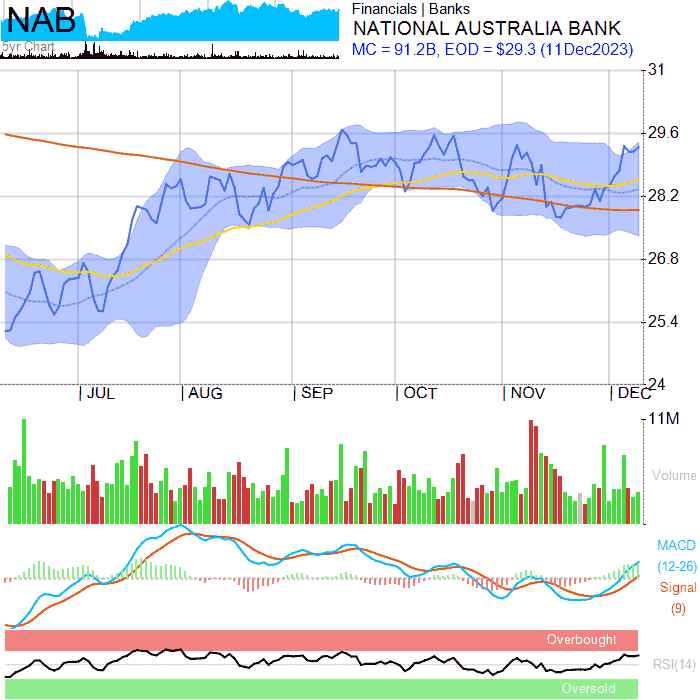 NAB
5yr Chart
Financials | Banks
NATIONAL AUSTRALIA BANK
MC = 91.2B, EOD = $29.3 (11Dec2023)
31
29.6
28.2
26.8
25.4
24
JUL AUG SEP OCT NOV DEC
11M
Volume
MACD
(12-26)
Signal
(9)
Overbought
RSI(14)
Oversold